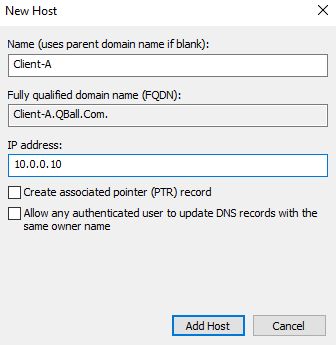 New Host
Name (uses parent domain name if blank):
Client-A
Fully qualified domain name (FQDN):
Client-A.QBall.Com.
IP address:
10.0.0.10
Create associated pointer (PTR) record
Allow any authenticated user to update DNS records with the
same owner name
Add Host
Cancel